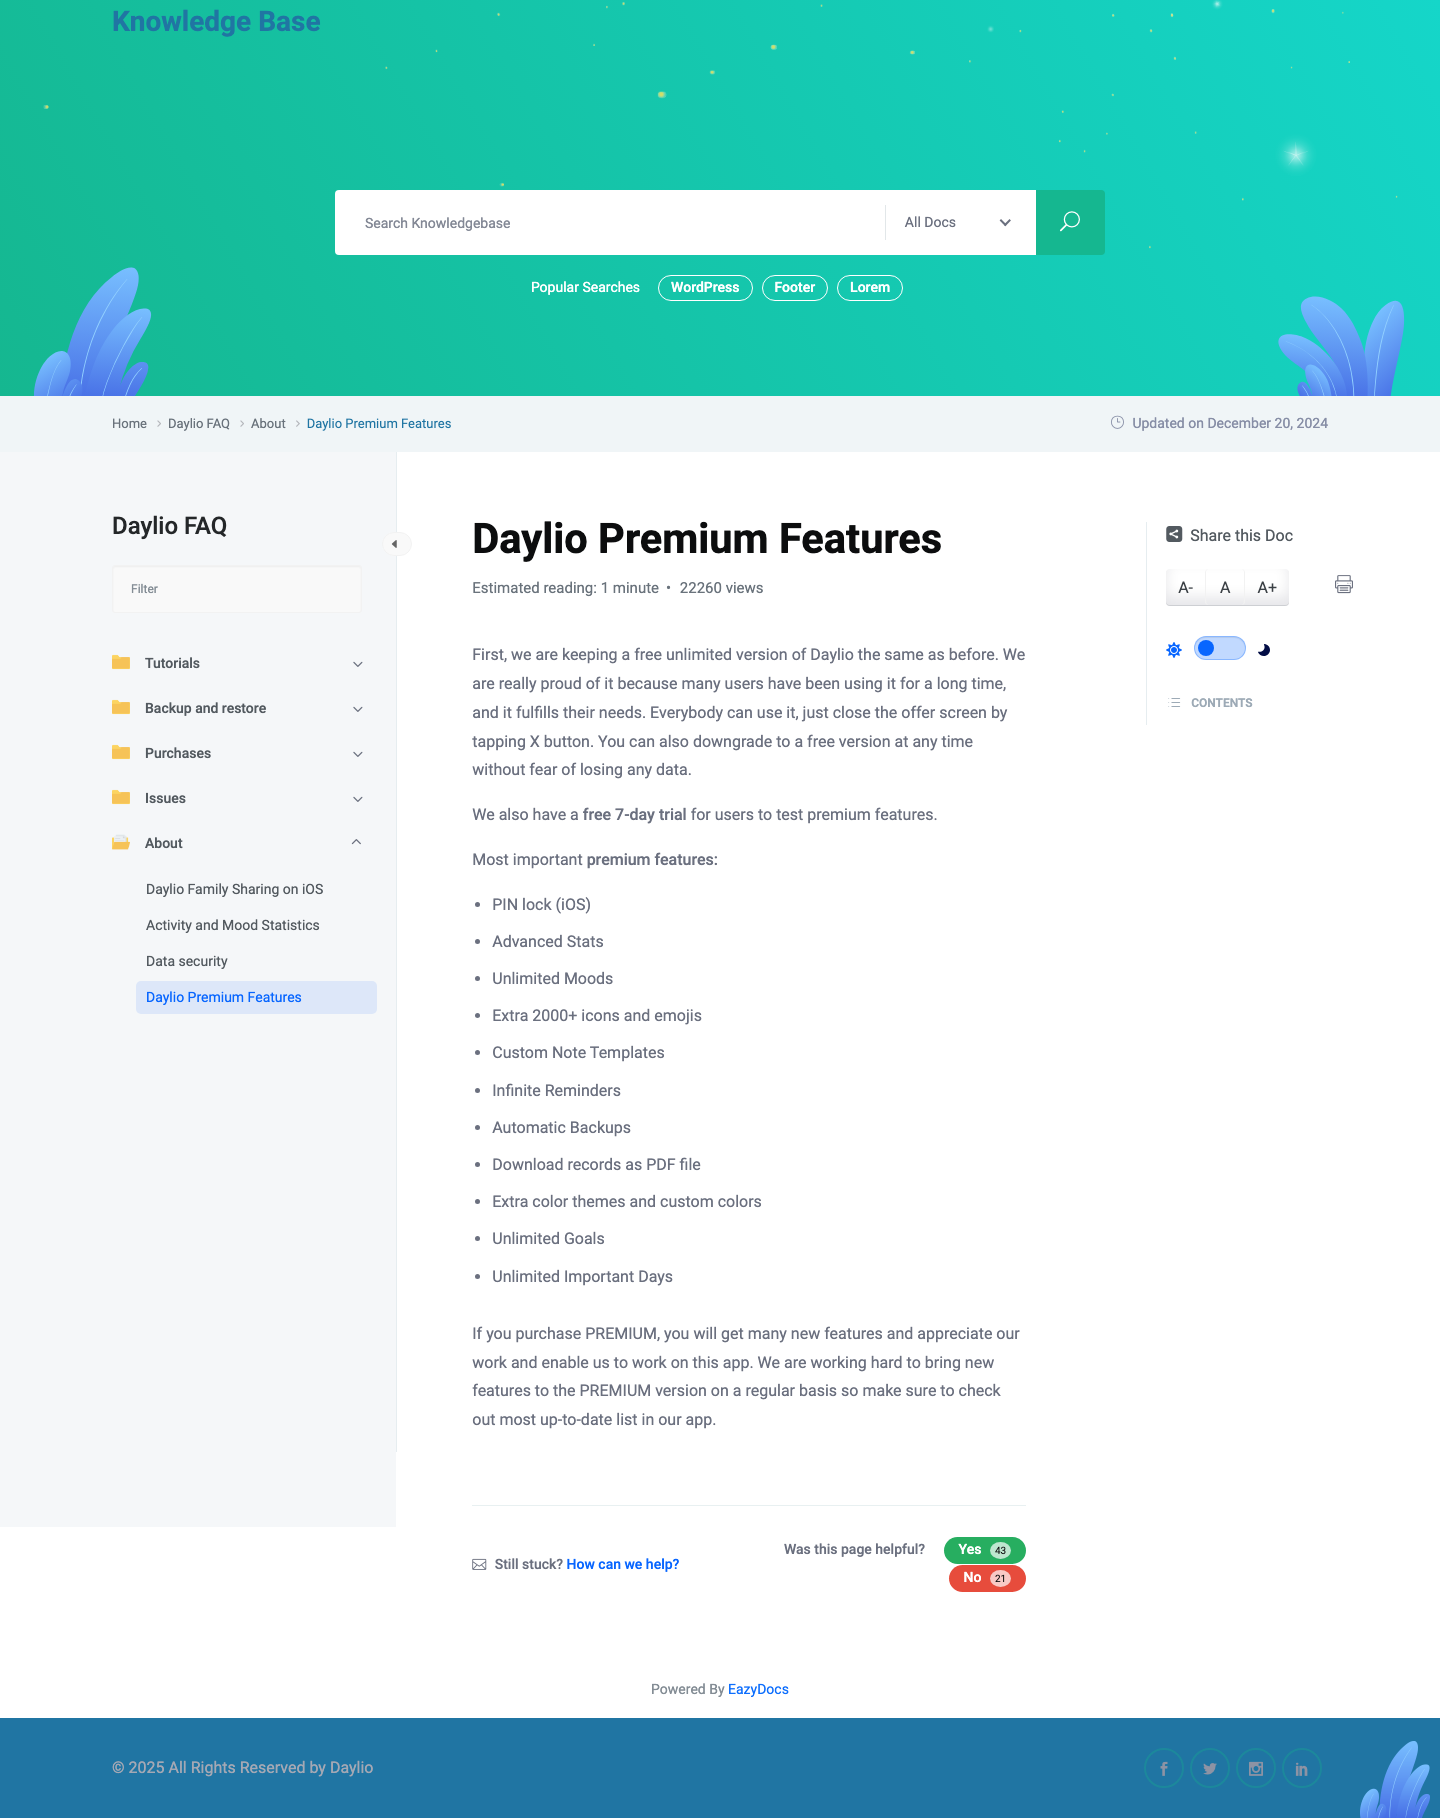 Knowledge Base
Search Knowledgebase
All Docs
Popular Searches WordPress Footer Lorem
Home Daylio FAQ About Daylio Premium Features
Updated on December 20, 2024
Daylio FAQ
Filter
Tutorials
Backup and restore
Purchases
Issues
About
Daylio Family Sharing on iOS
Activity and Mood Statistics
Data security
Daylio Premium Features
Daylio Premium Features
Estimated reading: 1 minute • 22260 views
First, we are keeping a free unlimited version of Daylio the same as before. We
are really proud of it because many users have been using it for a long time,
and it fulfills their needs. Everybody can use it, just close the offer screen by
tapping X button. You can also downgrade to a free version at any time
without fear of losing any data.
We also have a free 7-day trial for users to test premium features.
Most important premium features:
• PIN lock (iOS)
• Advanced Stats
• Unlimited Moods
• Extra 2000+ icons and emojis
• Custom Note Templates
• Infinite Reminders
• Automatic Backups
• Download records as PDF file
• Extra color themes and custom colors
• Unlimited Goals
• Unlimited Important Days
If you purchase PREMIUM, you will get many new features and appreciate our
work and enable us to work on this app. We are working hard to bring new
features to the PREMIUM version on a regular basis so make sure to check
out most up-to-date list in our app.
Still stuck? How can we help?
Was this page helpful?
Yes 43
No 21
Share this Doc
A- A A+
CONTENTS
Powered By EazyDocs
© 2025 All Rights Reserved by Daylio